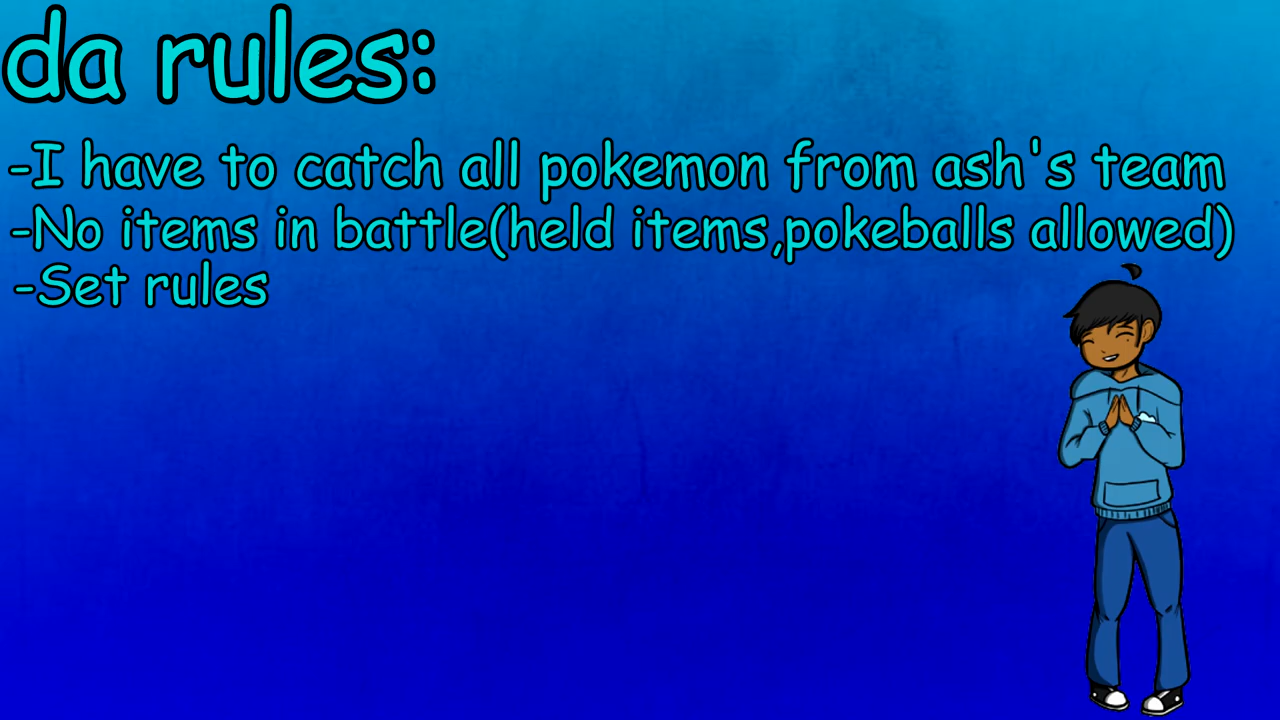 da rules:
-I have to catch all pokemon from ash's team
-No items in battle(held items,pokeballs allowed)
-Set rules